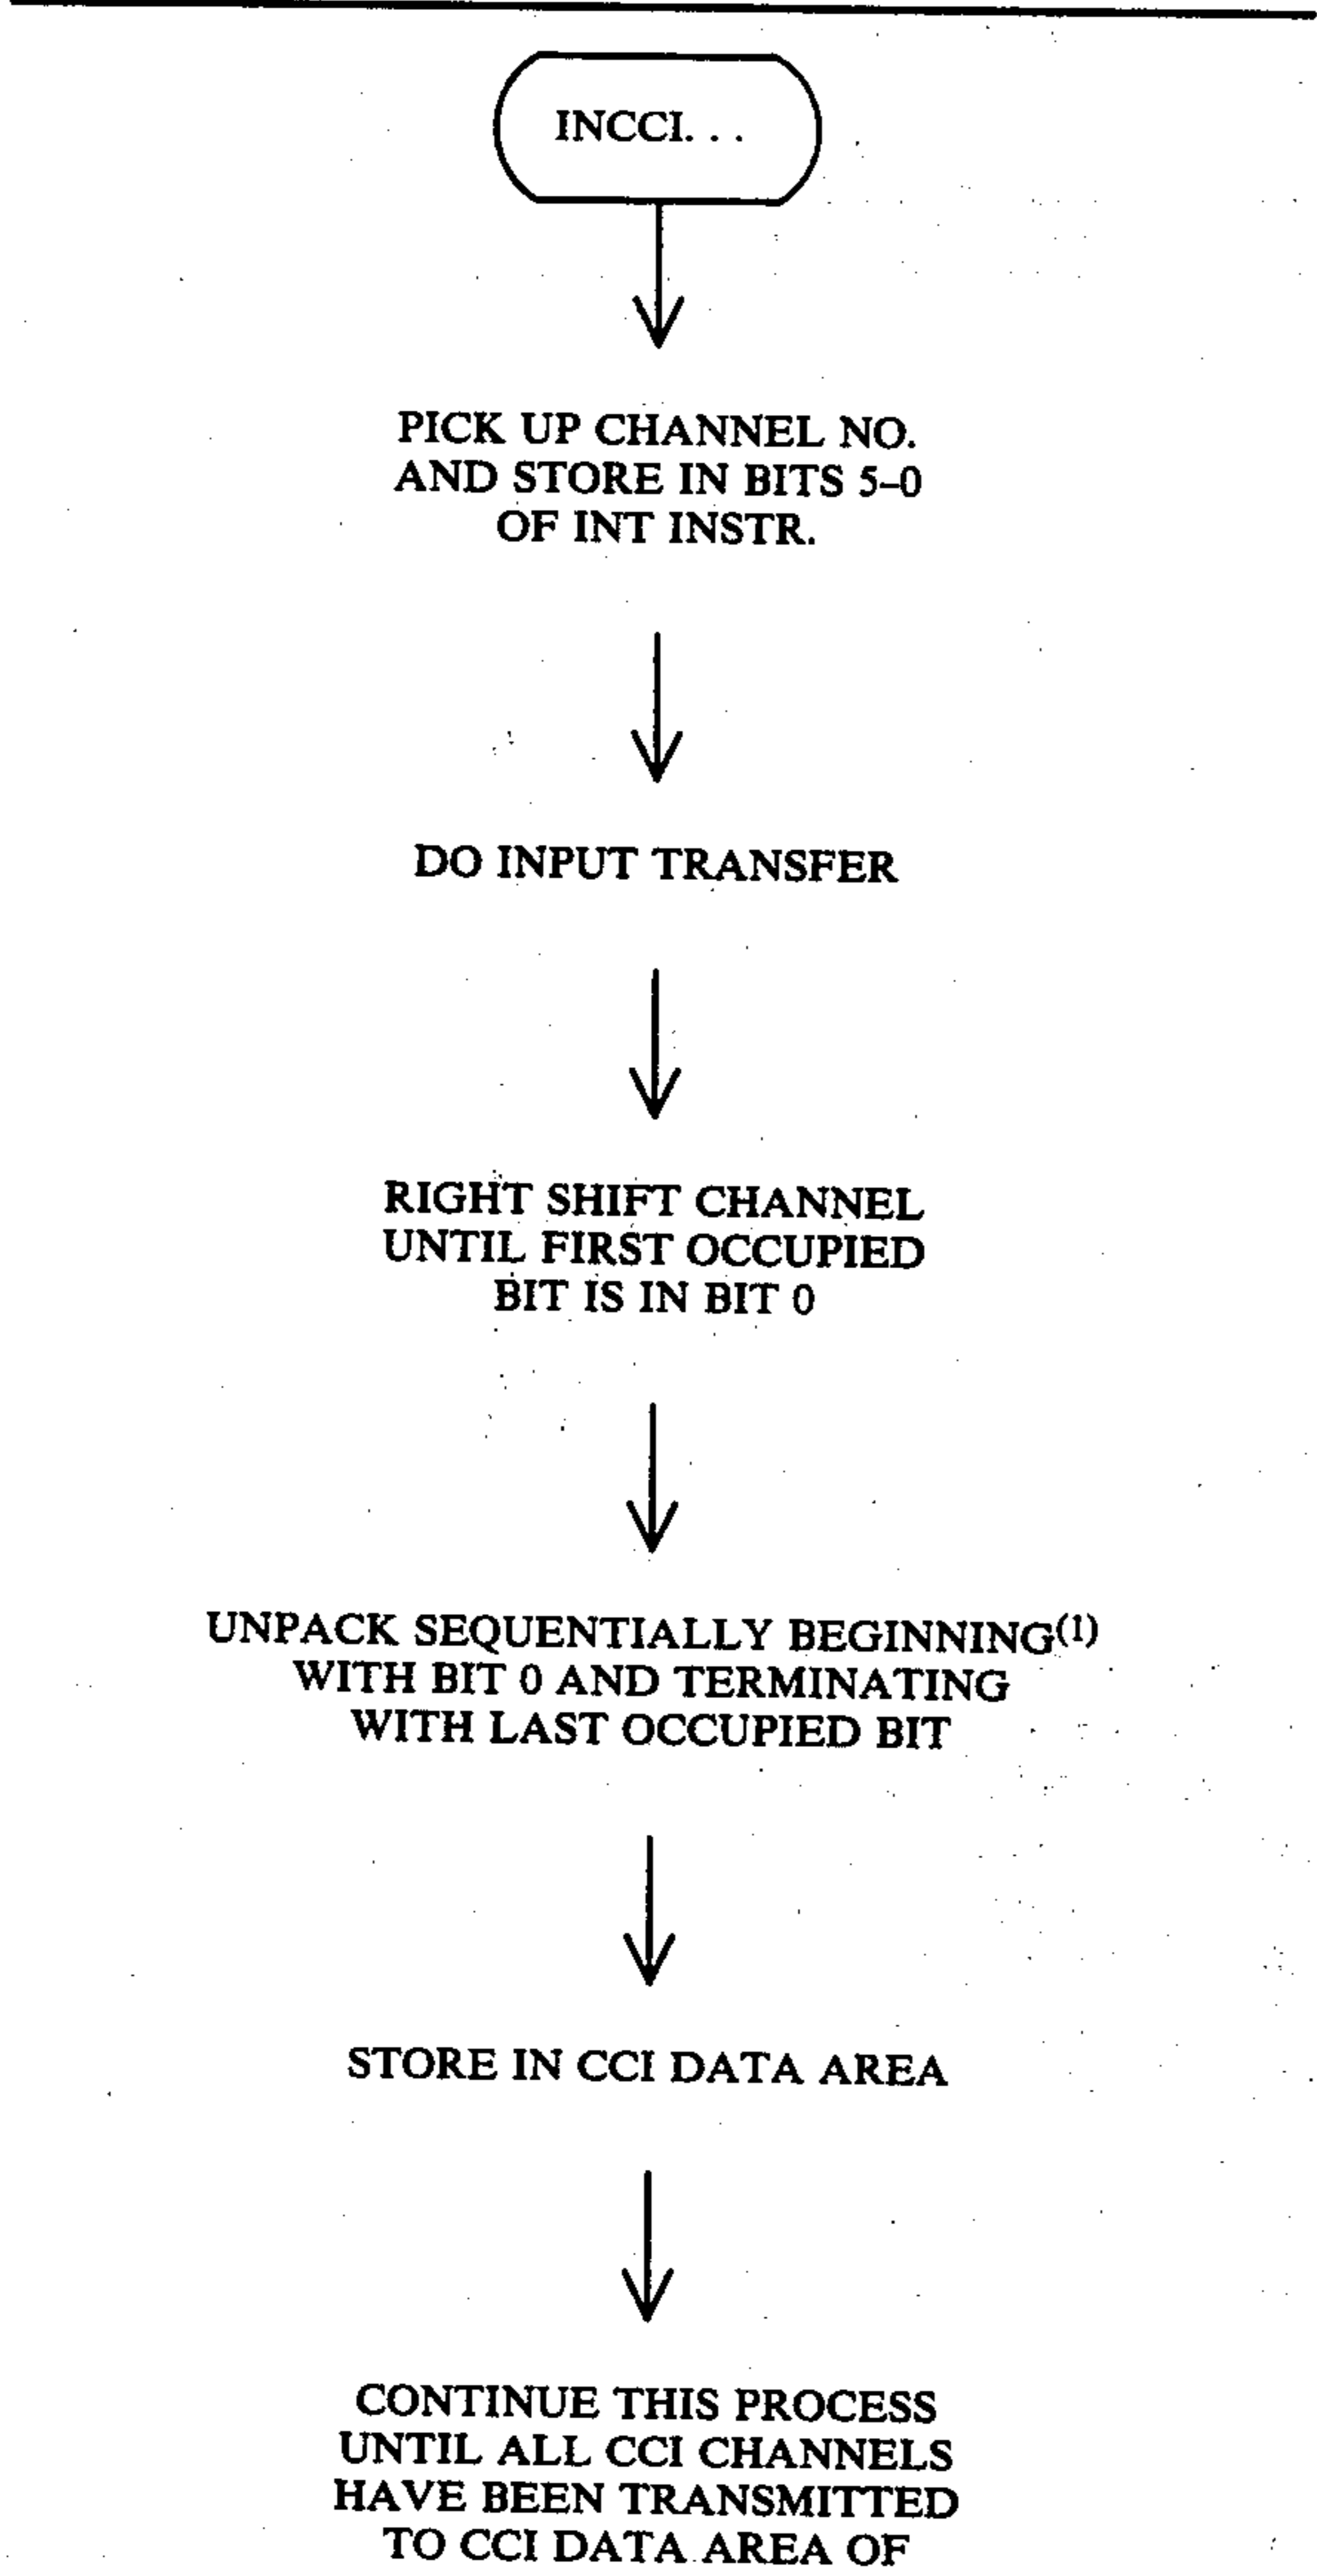 INCCI. . .
PICK UP CHANNEL NO.
AND STORE IN BITS 5–0
OF INT INSTR.
DO INPUT TRANSFER
RIGHT SHIFT CHANNEL
UNTIL FIRST OCCUPIED
BIT IS IN BIT 0
UNPACK SEQUENTIALLY BEGINNING(1)
WITH BIT 0 AND TERMINATING
WITH LAST OCCUPIED BIT
STORE IN CCI DATA AREA
CONTINUE THIS PROCESS
UNTIL ALL CCI CHANNELS
HAVE BEEN TRANSMITTED
TO CCI DATA AREA OF